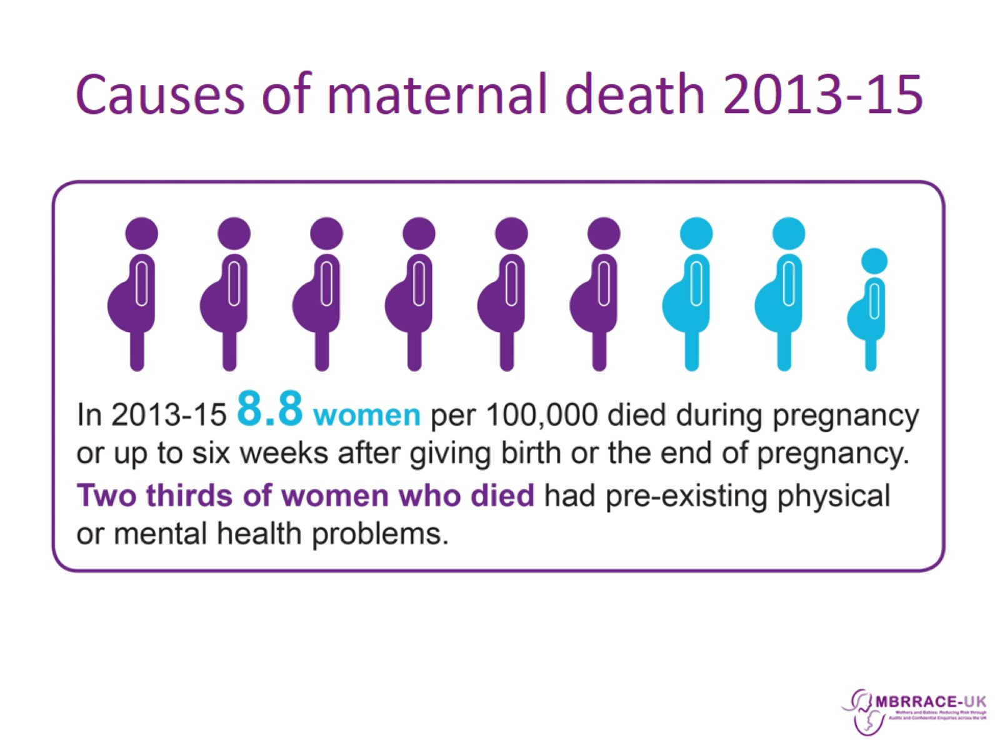 Causes of maternal death 2013-15
In 2013-15 8.8 women per 100,000 died during pregnancy
or up to six weeks after giving birth or the end of pregnancy.
Two thirds of women who died had pre-existing physical
or mental health problems.
MBRRACE-UK
Mothers and Babies: Reducing Risk through
Audits and Confidential Enquiries across the UK